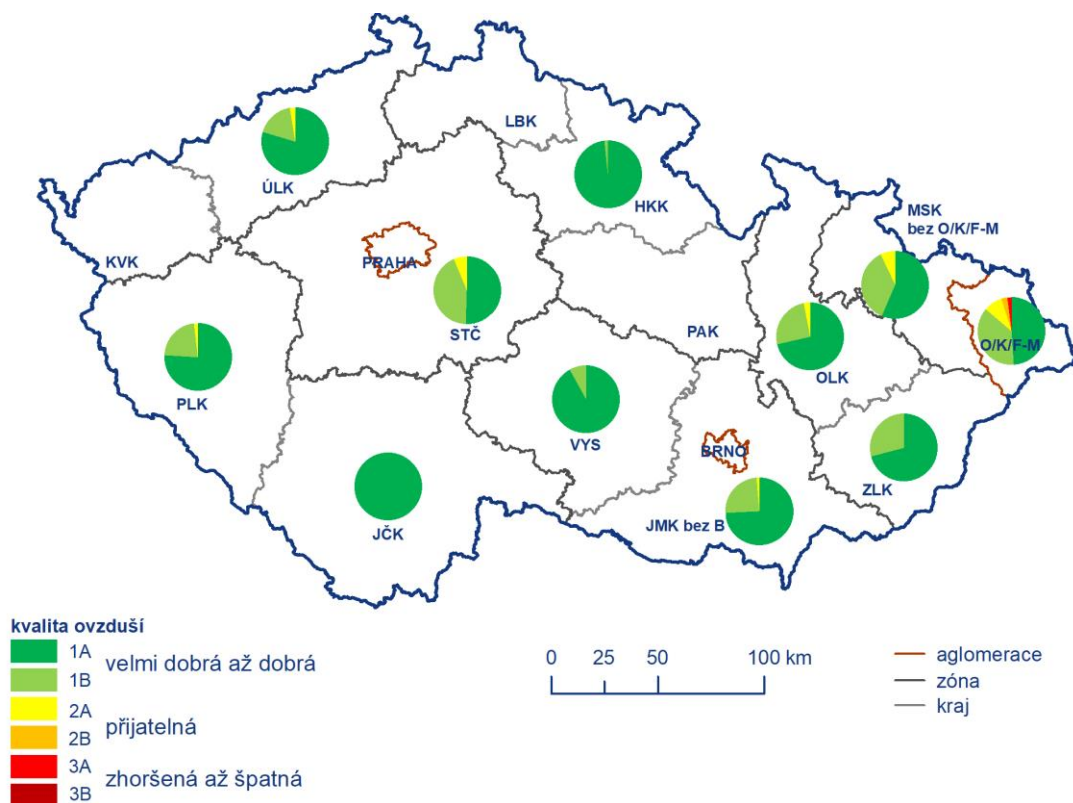 LBK
ÚLK
HKK
MSK
bez O/K/F-M
KVK
PRAHA
STČ
PAK
O/K/F-M
OLK
PLK
VYS
BRNO
ZLK
JMK bez B
JČK
kvalita ovzduší
1A
velmi dobrá až dobrá
1B
2A
přijatelná
2B
3A
zhoršená až špatná
3B
0 25 50 100 km
aglomerace
zóna
kraj